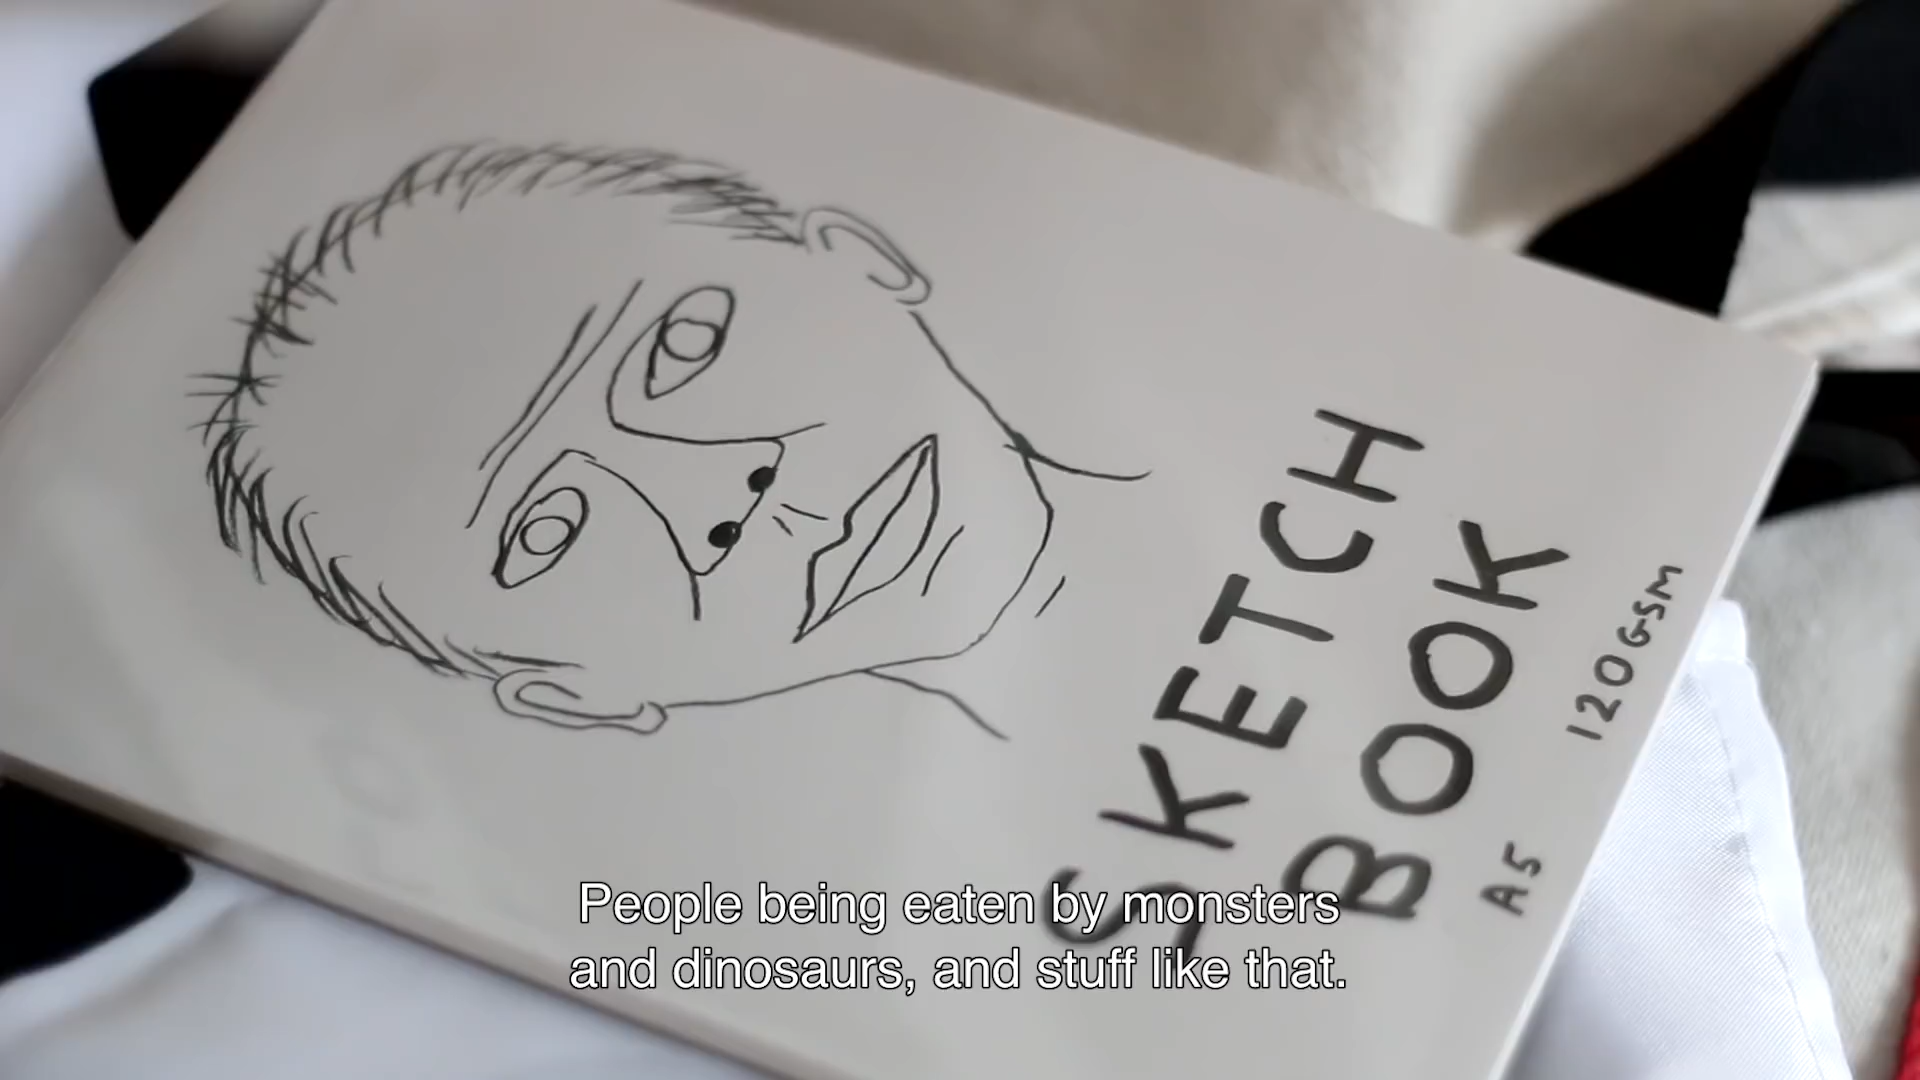 SKETCH
BOOK
A5 120GSM
People being eaten by monsters
and dinosaurs, and stuff like that.